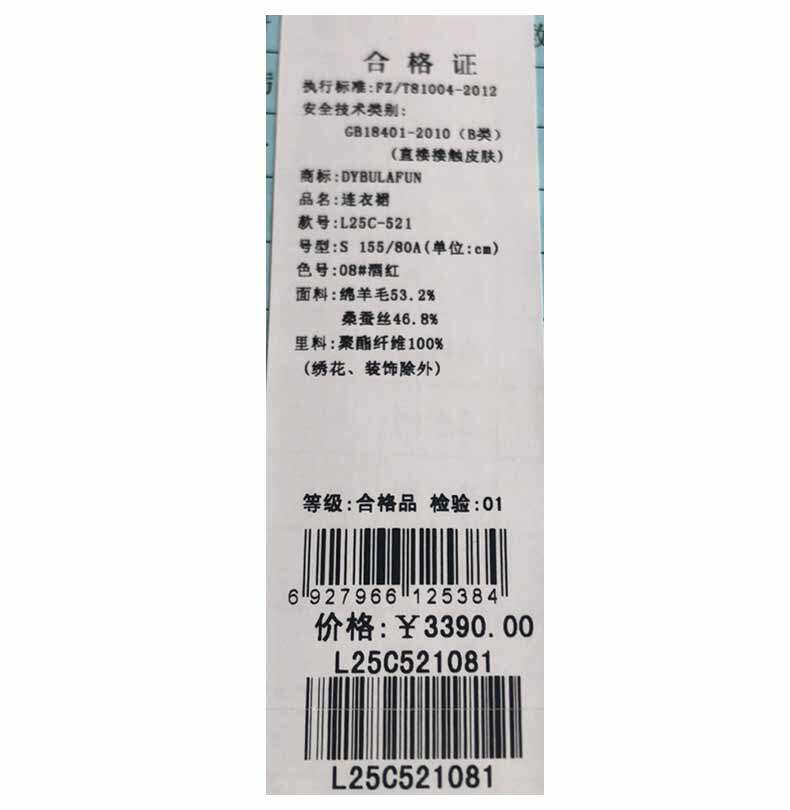 合格证
执行标准:FZ/T81004-2012
安全技术类别:
GB18401-2010（B类）
(直接接触皮肤)
商标:DYBULAFUN
品名:连衣裙
款号:L25C-521
号型:S 155/80A(单位:cm)
色号:08#酒红
面料:绵羊毛53.2%
桑蚕丝46.8%
里料:聚酯纤维100%
(绣花、装饰除外)
等级:合格品 检验:01
6 927966 125384
价格:￥3390.00
L25C521081
L25C521081